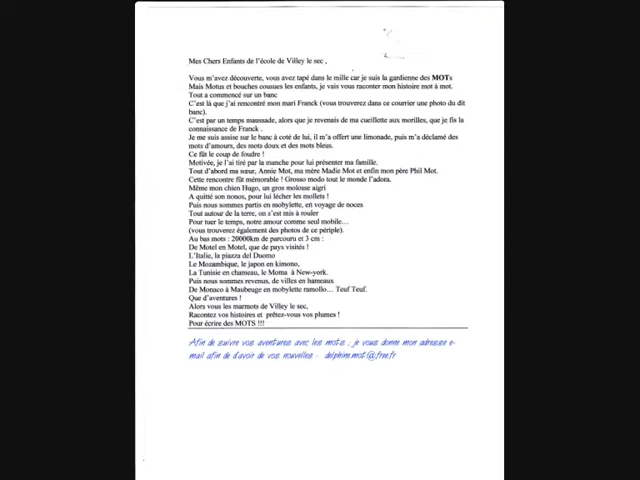 Mes Chers Enfants de l'école de Villey le sec ,
Vous m'avez découverte, vous avez tapé dans le mille car je suis la gardienne des MOTs
Mais Motus et bouches cousues les enfants, je vais vous raconter mon histoire mot à mot.
Tout a commencé sur un banc
C'est là que j'ai rencontré mon mari Franck (vous trouverez dans ce courrier une photo du dit
banc).
C'est par un temps maussade, alors que je revenais de ma cueillette aux morilles, que je fis la
connaissance de Franck .
Je me suis assise sur le banc à coté de lui, il m'a offert une limonade, puis m'a déclamé des
mots d'amours, des mots doux et des mots bleus.
Ce fût le coup de foudre !
Motivée, je l'ai tiré par la manche pour lui présenter ma famille.
Tout d'abord ma sœur, Annie Mot, ma mère Madie Mot et enfin mon père Phil Mot.
Cette rencontre fût mémorable ! Grosso modo tout le monde l'adora.
Même mon chien Hugo, un gros molosse aigri
A quitté son nonos, pour lui lécher les mollets !
Puis nous sommes partis en mobylette, en voyage de noces
Tout autour de la terre, on s'est mis à rouler
Pour tuer le temps, notre amour comme seul mobile…
(vous trouverez également des photos de ce périple).
Au bas mots : 20000km de parcouru et 3 cm :
De Motel en Motel, que de pays visités !
L'Italie, la piazza del Duomo
Le Mozambique, le japon en kimono,
La Tunisie en chameau, le Moma à New-york.
Puis nous sommes revenus, de villes en hameaux
De Monaco à Maubeuge en mobylette ramollo… Teuf Teuf.
Que d'aventures !
Alors vous les marmots de Villey le sec,
Racontez vos histoires et prêtez-vous vos plumes !
Pour écrire des MOTS !!!
Afin de suivre vos aventures avec les mots , je vous donne mon adresse e-
mail afin de d'avoir de vos nouvelles : delphine.mot@free.fr